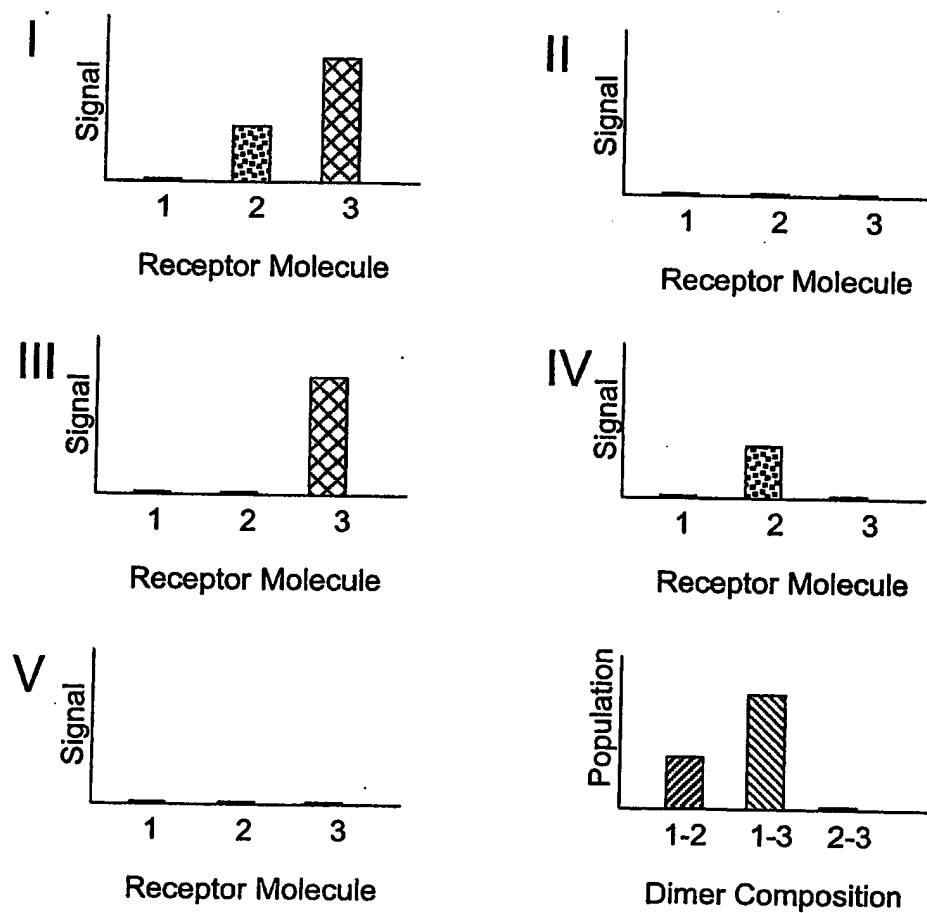 I
Signal
1 2 3
Receptor Molecule
II
Signal
1 2 3
Receptor Molecule
III
Signal
1 2 3
Receptor Molecule
IV
Signal
1 2 3
Receptor Molecule
V
Signal
1 2 3
Receptor Molecule
Population
1-2 1-3 2-3
Dimer Composition